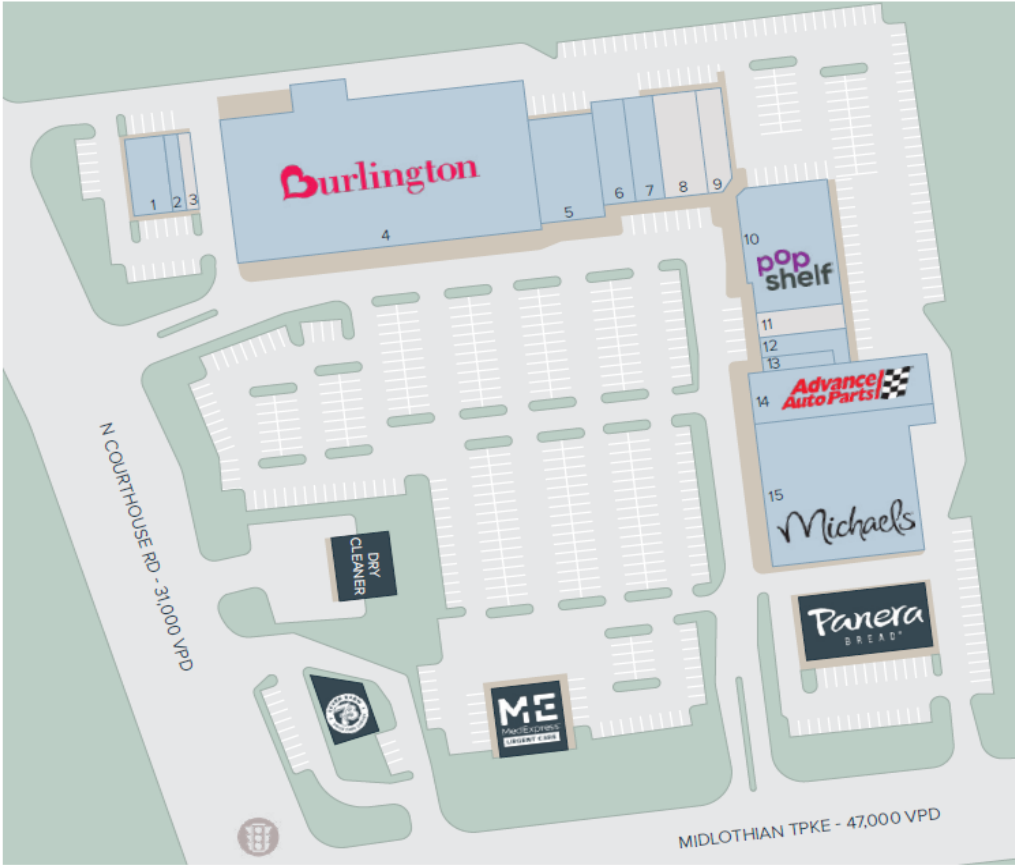 Burlington
1
2
3
4
5
6
7
8
9
10
pop
shelf
11
12
13
14
Advance
Auto Parts
15
Michaels
N COURTHOUSE RD - 31,000 VPD
DRY
CLEANER
Panera
BREAD
ME
MedExpress
URGENT CARE
MIDLOTHIAN TPKE - 47,000 VPD